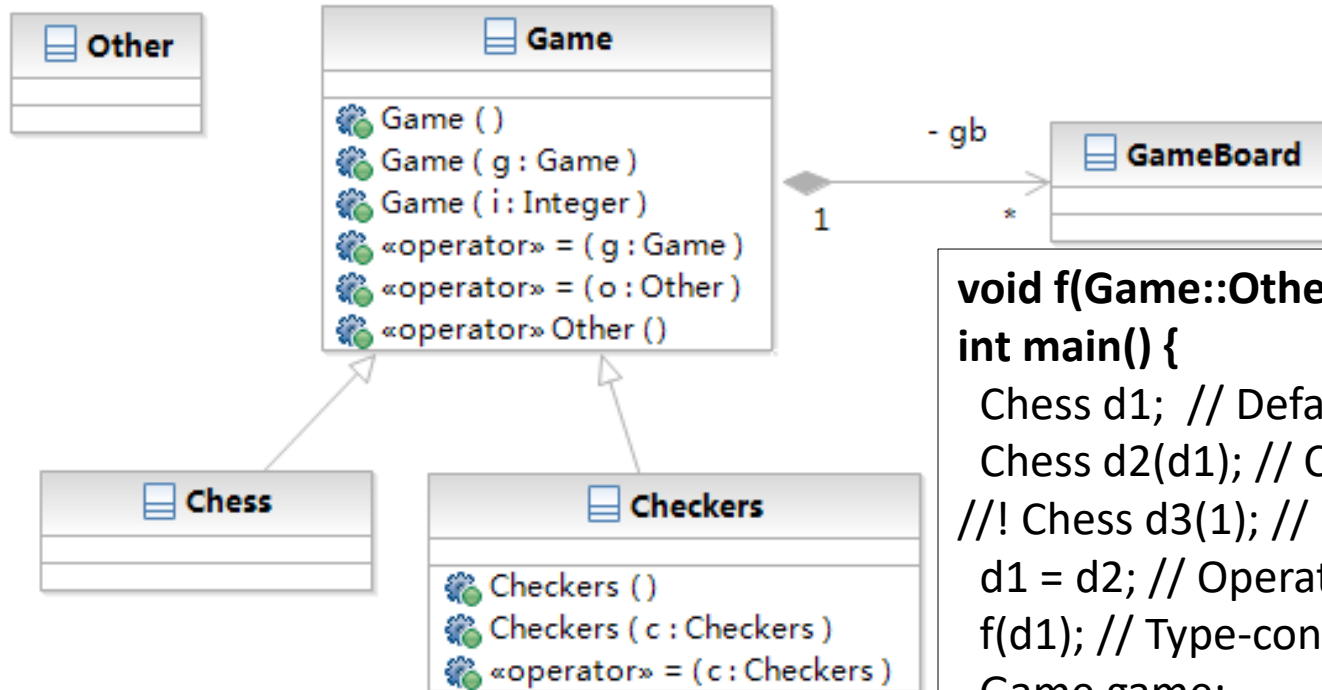 Other
Game
Game ( )
Game ( g : Game )
Game ( i : Integer )
«operator» = ( g : Game )
«operator» = ( o : Other )
«operator» Other ( )
- gb
1
*
GameBoard
Chess
Checkers
Checkers ( )
Checkers ( c : Checkers )
«operator» = ( c : Checkers )
void f(Game::Othe
int main() {
Chess d1; // Defa
Chess d2(d1); //
//! Chess d3(1); //
d1 = d2; // Operat
f(d1); // Type-con
Game game;